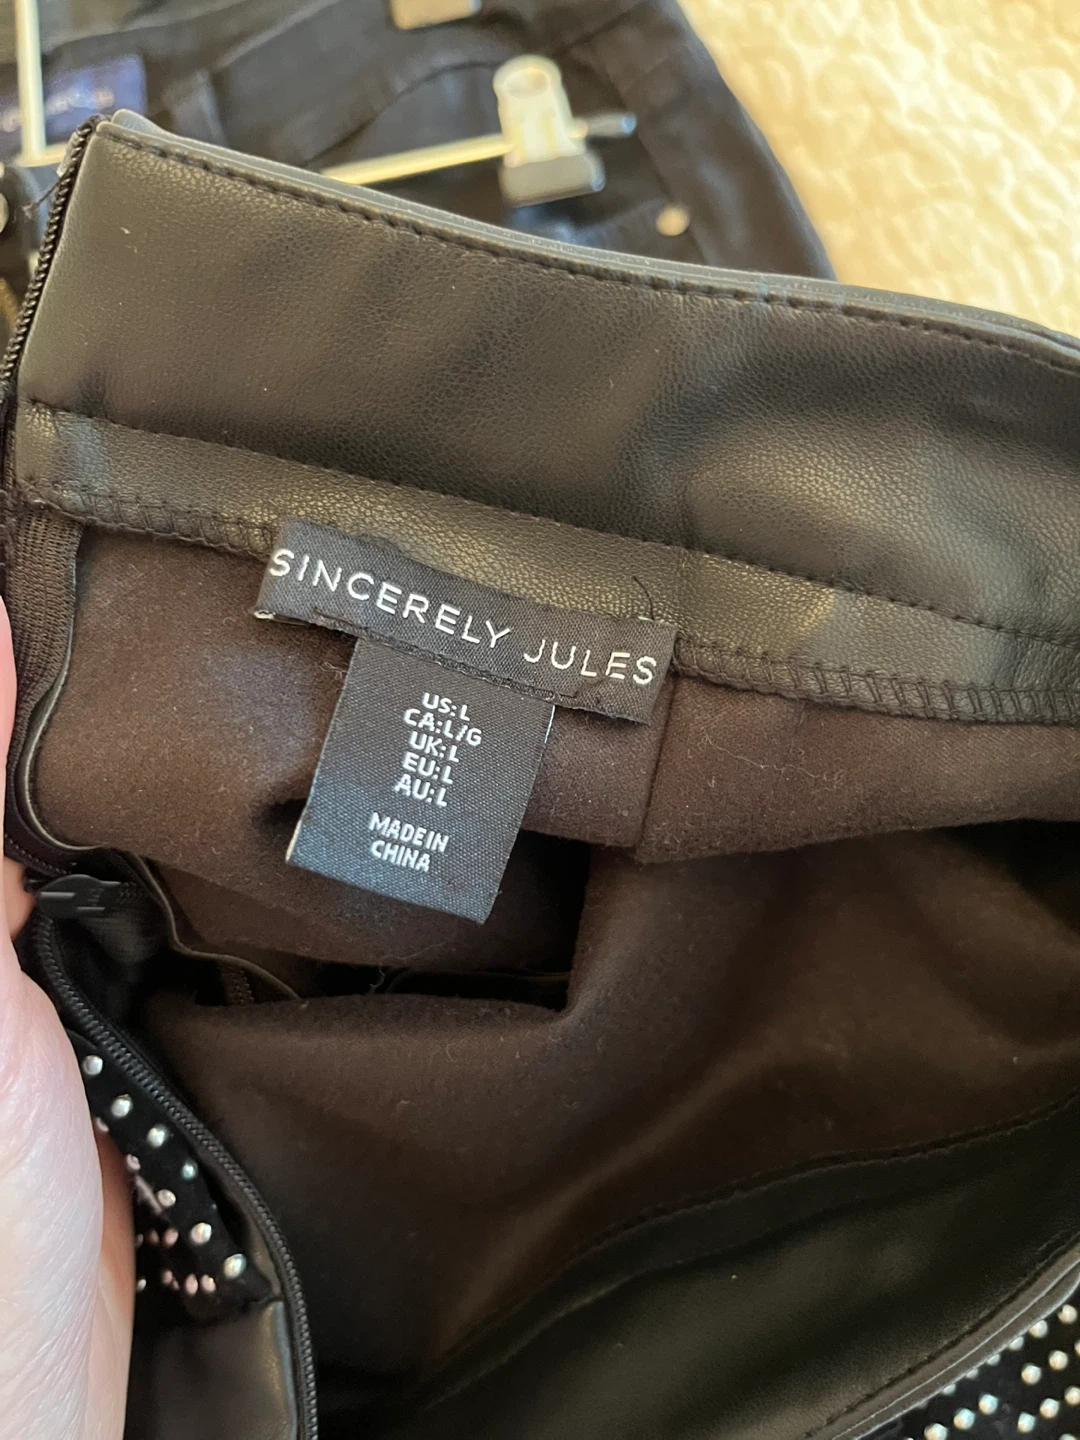 SINCERELY JULES
US:L
CA:L/G
UK:L
EU:L
AU:L
MADE IN
CHINA